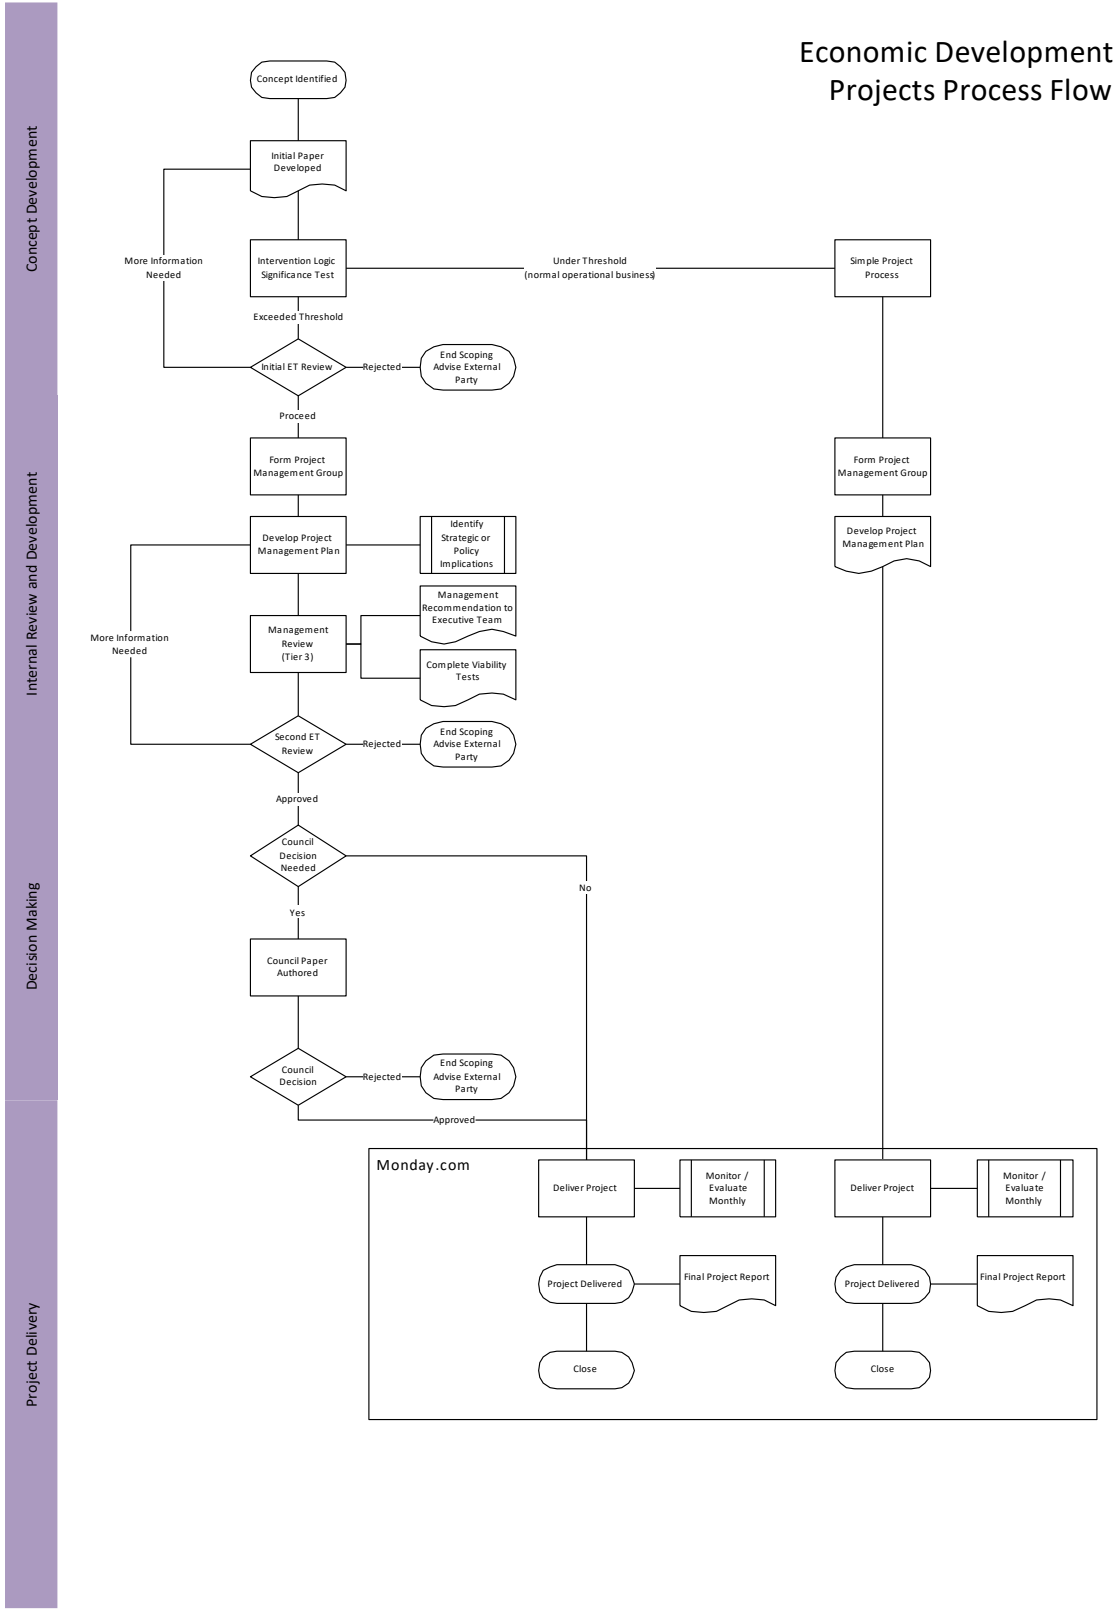 Economic Development
Projects Process Flow
Concept Development
Concept Identified
Initial Paper
Developed
More Information
Needed
Intervention Logic
Significance Test
Under Threshold
(normal operational business)
Simple Project
Process
Exceeded Threshold
Initial ET Review
Rejected
End Scoping
Advise External
Party
Proceed
Internal Review and Development
Form Project
Management Group
Form Project
Management Group
Develop Project
Management Plan
Identify
Strategic or
Policy
Implications
Develop Project
Management Plan
More Information
Needed
Management
Review
(Tier 3)
Management
Recommendation to
Executive Team
Complete Viability
Tests
Second ET
Review
Rejected
End Scoping
Advise External
Party
Approved
Decision Making
Council
Decision
Needed
No
Yes
Council Paper
Authored
Council
Decision
Rejected
End Scoping
Advise External
Party
Approved
Project Delivery
Monday.com
Deliver Project
Monitor /
Evaluate
Monthly
Deliver Project
Monitor /
Evaluate
Monthly
Project Delivered
Final Project Report
Project Delivered
Final Project Report
Close
Close